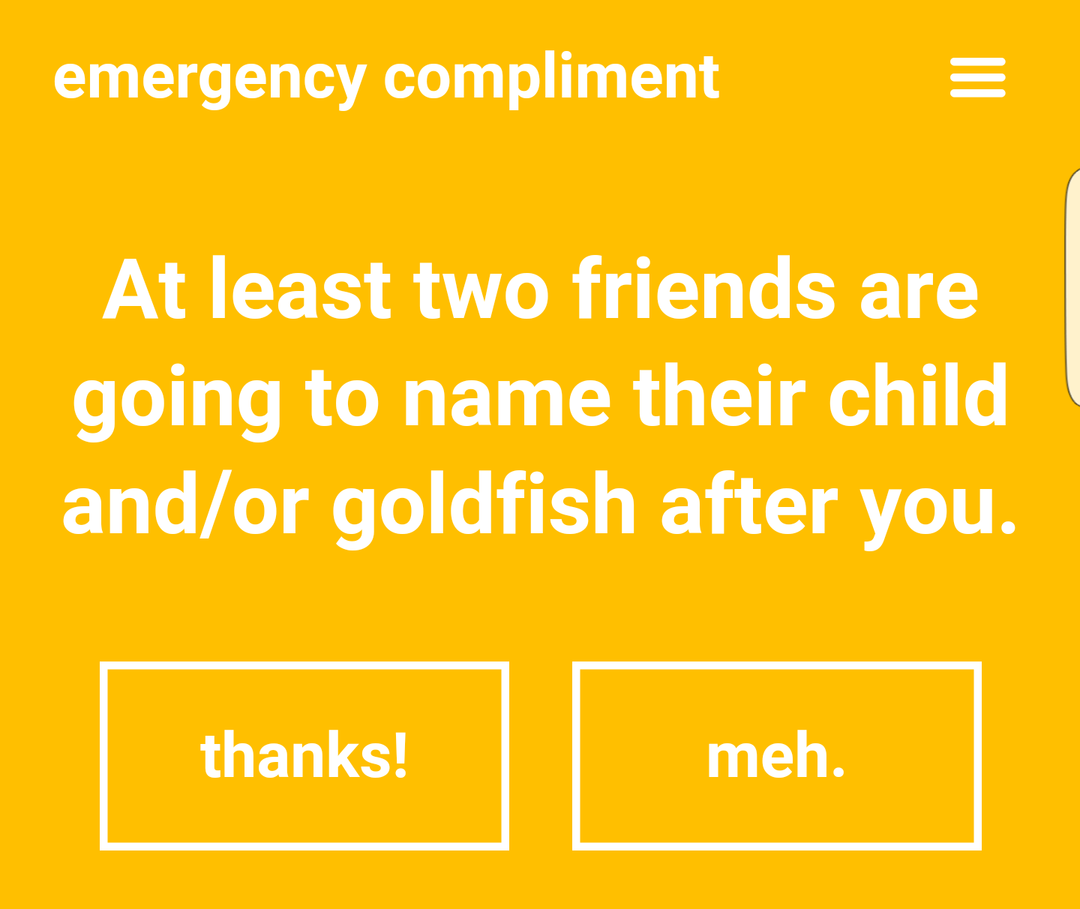 emergency compliment
At least two friends are
going to name their child
and/or goldfish after you.
thanks!
meh.